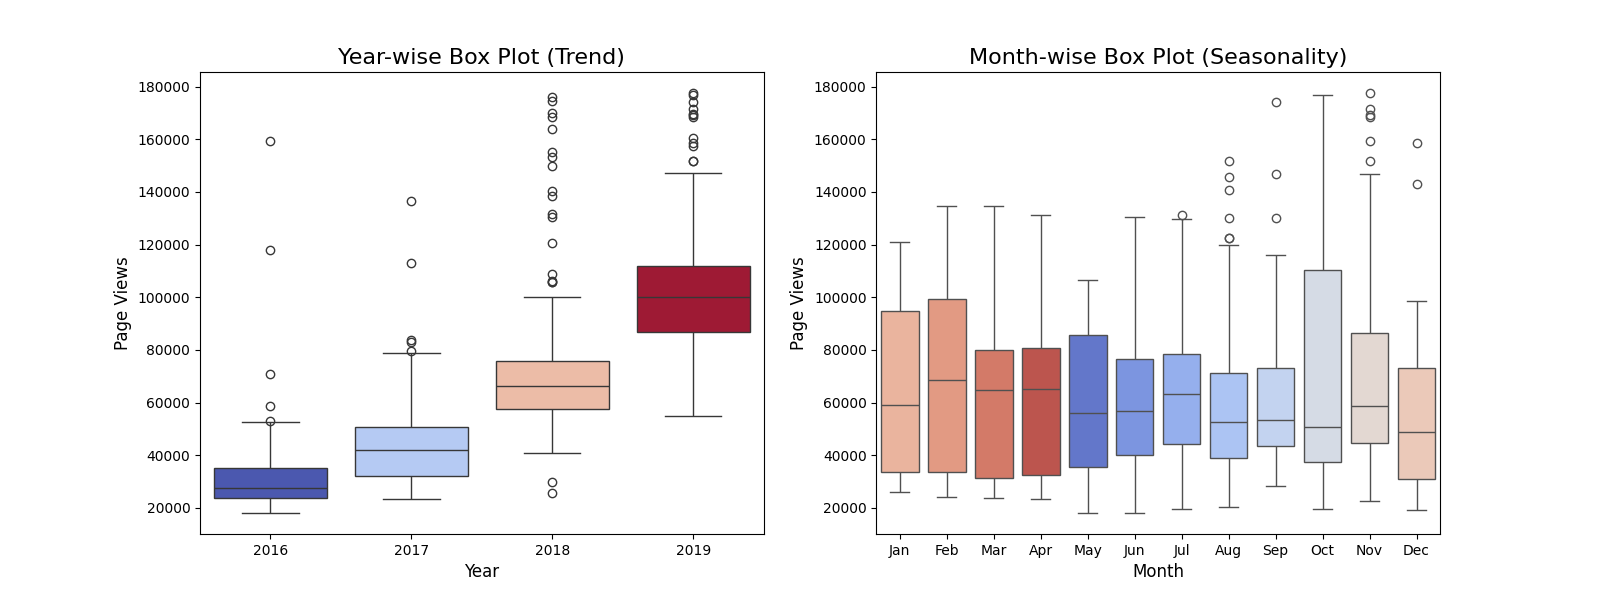 Year-wise Box Plot (Trend)
180000
160000
140000
120000
100000
80000
60000
40000
20000
Page Views
2016 2017 2018 2019
Year
Month-wise Box Plot (Seasonality)
180000
160000
140000
120000
100000
80000
60000
40000
20000
Page Views
Jan Feb Mar Apr May Jun Jul Aug Sep Oct Nov Dec
Month